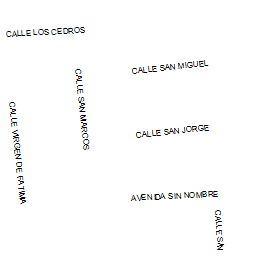 CALLE LOS CEDROS
CALLE SAN MIGUEL
CALLE SAN MARCOS
CALLE VIRGEN DE FATIMA
CALLE SAN JORGE
AVENIDA SIN NOMBRE
CALLE S/N